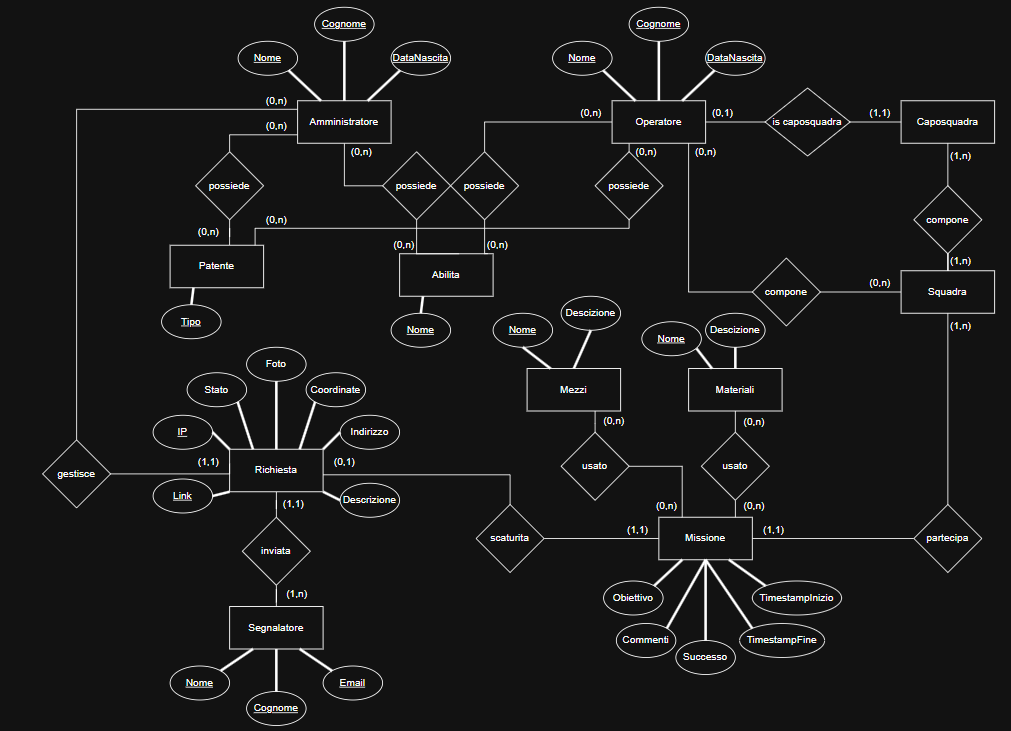 Cognome
Cognome
Nome
DataNascita
Nome
DataNascita
(0,n)
(0,n)
(0,1)
(1,1)
Amministratore
Operatore
is caposquadra
Caposquadra
(0,n)
(0,n)
(0,n)
(0,n)
(1,n)
possiede
possiede
possiede
possiede
(0,n)
compone
(0,n)
(0,n)
(0,n)
(1,n)
Patente
Abilita
(0,n)
compone
Squadra
Tipo
Nome
Nome
Descizione
Nome
Descizione
(1,n)
Foto
Stato
Coordinate
Mezzi
Materiali
IP
Indirizzo
(0,n)
(0,n)
(1,1)
(0,1)
gestisce
Richiesta
usato
usato
Link
Descrizione
(1,1)
(0,n)
(0,n)
inviata
scaturita
(1,1)
Missione
(1,1)
partecipa
(1,n)
Obiettivo
TimestampInizio
Segnalatore
Commenti
TimestampFine
Successo
Nome
Email
Cognome